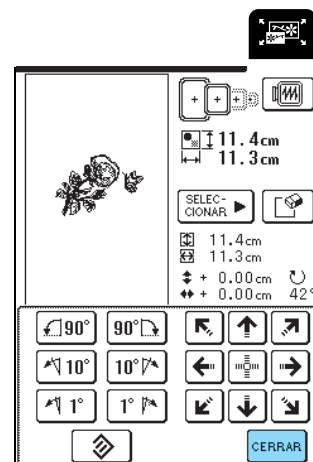 11.4cm
11.3cm
SELEC-
CIONAR
11.4cm
11.3cm
+ 0.00cm
+ 0.00cm 42°
90° 90°
10° 10°
1° 1°
CERRAR